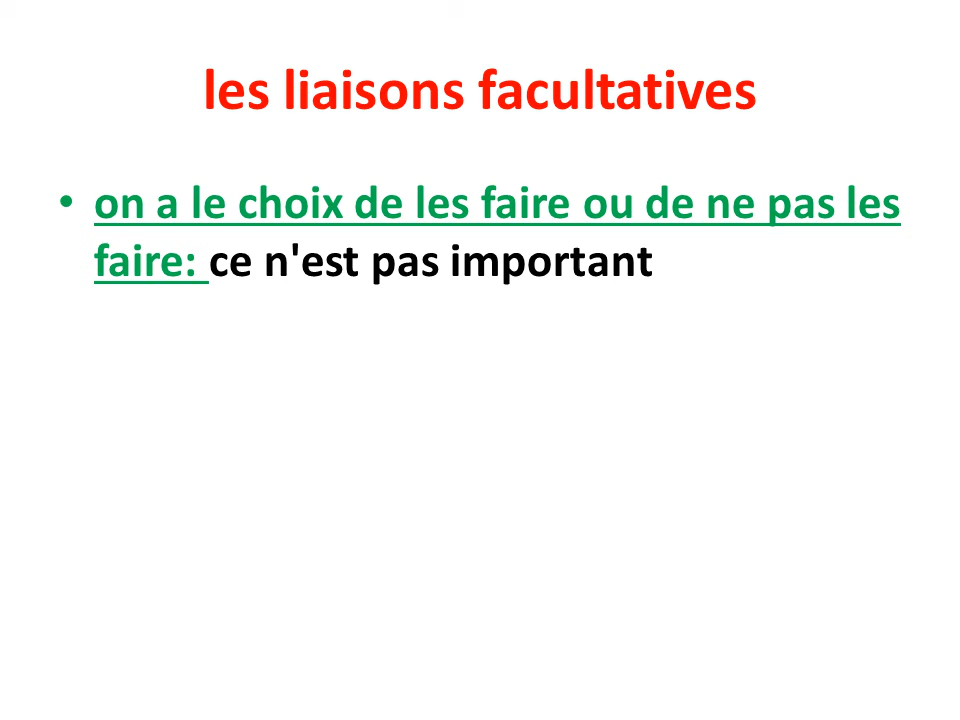 les liaisons facultatives
• on a le choix de les faire ou de ne pas les
faire: ce n'est pas important